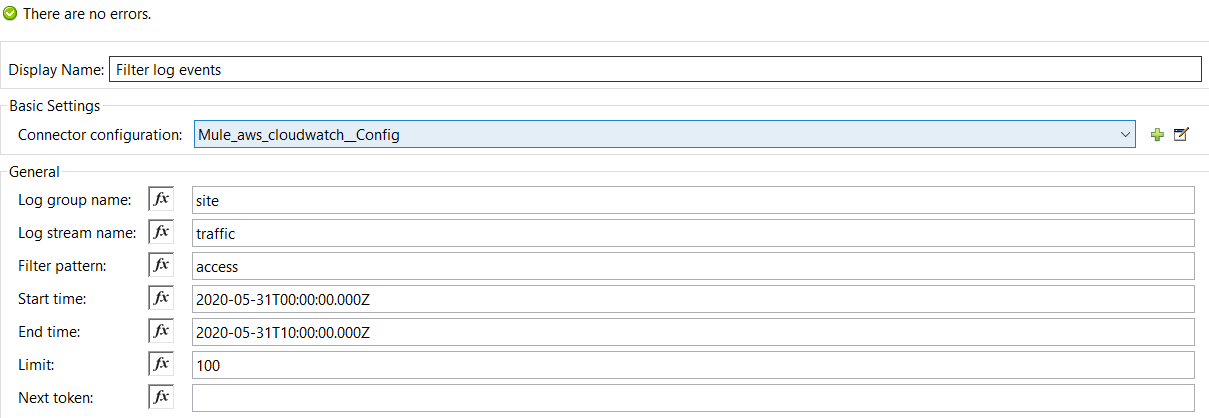 There are no errors.
Display Name: Filter log events
Basic Settings
Connector configuration: Mule_aws_cloudwatch__Config
General
Log group name: fx site
Log stream name: fx traffic
Filter pattern: fx access
Start time: fx 2020-05-31T00:00:00.000Z
End time: fx 2020-05-31T10:00:00.000Z
Limit: fx 100
Next token: fx